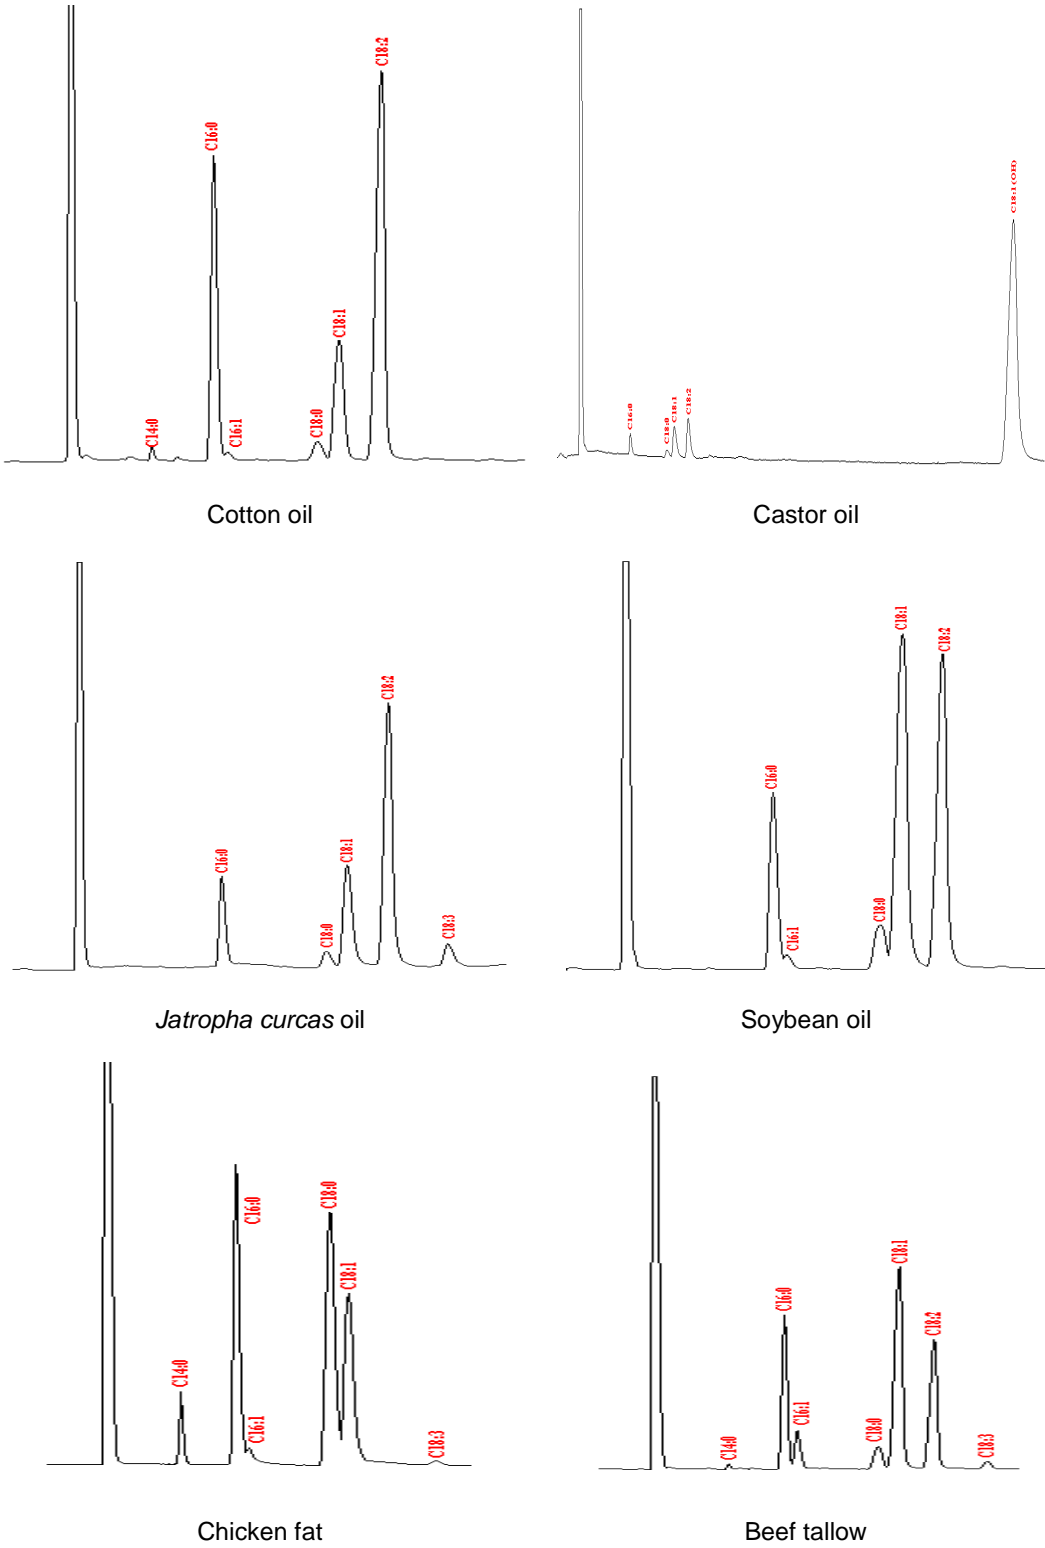 C18:2
C16:0
C18:1
C14:0
C16:1
C18:0
Cotton oil
C18:1(OH)
C16:0
C18:0
C18:1
C18:2
Castor oil
C18:2
C16:0
C18:1
C18:0
C18:3
Jatropha curcas oil
C18:1
C18:2
C16:0
C16:1
C18:0
Soybean oil
C14:0
C16:0
C16:1
C18:0
C18:1
C18:3
Chicken fat
C14:0
C16:0
C16:1
C18:0
C18:1
C18:2
C18:3
Beef tallow